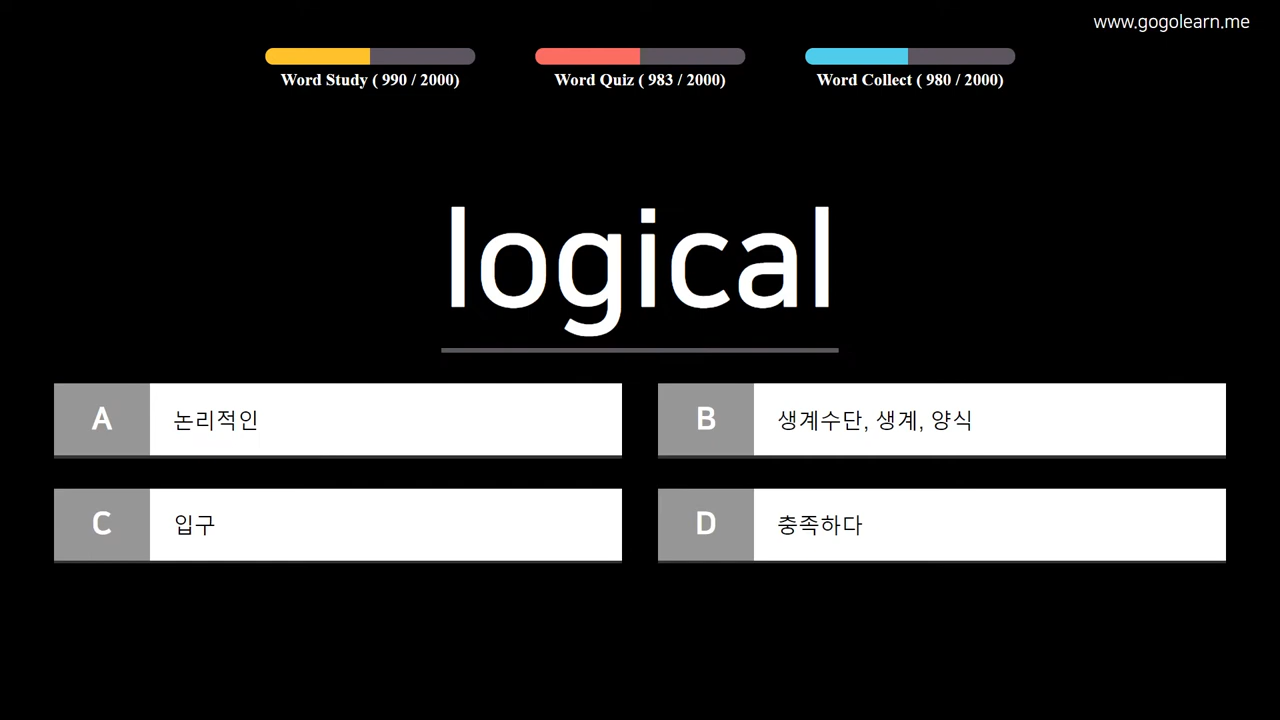 www.gogolearn.me
Word Study ( 990 / 2000)
Word Quiz ( 983 / 2000)
Word Collect ( 980 / 2000)
logical
A 논리적인
B 생계수단, 생계, 양식
C 입구
D 충족하다